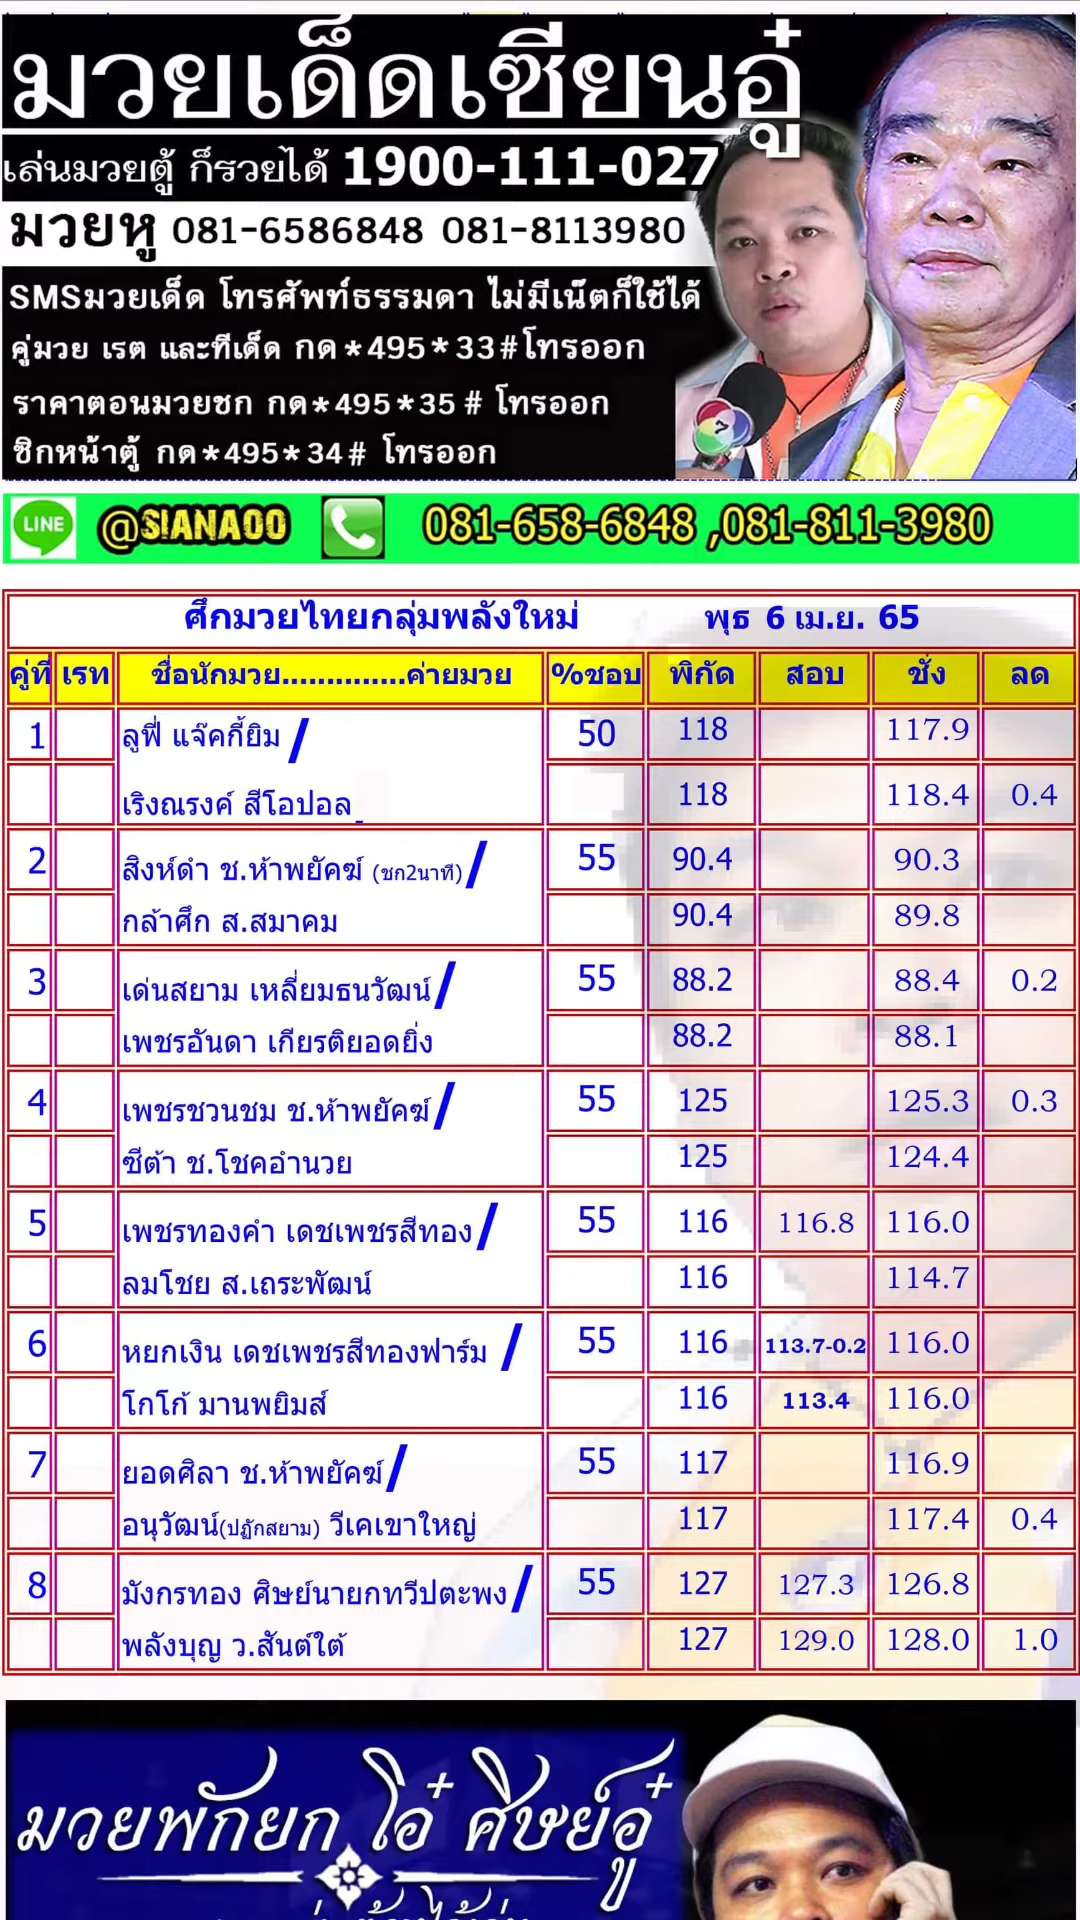 มวยเด็ดเซียนอู๋
เล่นมวยตู้ ก็รวยได้ 1900-111-027
มวยหู 081-6586848 081-8113980
SMSมวยเด็ด โทรศัพท์ธรรมดา ไม่มีเน็ตก็ใช้ได้
คู่มวย เรต และทีเด็ด กด*495*33#โทรออก
ราคาตอนมวยชก กด*495*35# โทรออก
ซิกหน้าตู้ กด*495*34# โทรออก
LINE @SIANAOO 081-658-6848 ,081-811-3980
ศึกมวยไทยกลุ่มพลังใหม่ พุธ 6 เม.ย. 65
คู่ที่ เรท ชื่อนักมวย..............ค่ายมวย %ชอบ พิกัด สอบ ชั่ง ลด
1 ลูฟี่ แจ๊คกี้ยิม / 50 118 117.9
เริงณรงค์ สีโอปอล 118 118.4 0.4
2 สิงห์ดำ ช.ห้าพยัคฆ์ (ชก2นาที)/ 55 90.4 90.3
กล้าศึก ส.สมาคม 90.4 89.8
3 เด่นสยาม เหลี่ยมธนวัฒน์/ 55 88.2 88.4 0.2
เพชรอันดา เกียรติยอดยิ่ง 88.2 88.1
4 เพชรชวนชม ช.ห้าพยัคฆ์/ 55 125 125.3 0.3
ซีต้า ช.โชคอำนวย 125 124.4
5 เพชรทองคำ เดชเพชรสีทอง/ 55 116 116.8 116.0
ลมโชย ส.เถระพัฒน์ 116 114.7
6 หยกเงิน เดชเพชรสีทองฟาร์ม / 55 116 113.7-0.2 116.0
โกโก้ มานพยิมส์ 116 113.4 116.0
7 ยอดศิลา ช.ห้าพยัคฆ์/ 55 117 116.9
อนุวัฒน์(ปฏักสยาม) วีเคเขาใหญ่ 117 117.4 0.4
8 มังกรทอง ศิษย์นายกทวีปตะพง/ 55 127 127.3 126.8
พลังบุญ ว.สันต์ใต้ 127 129.0 128.0 1.0
มวยพักยก โอ๋ ศิษย์อู๋